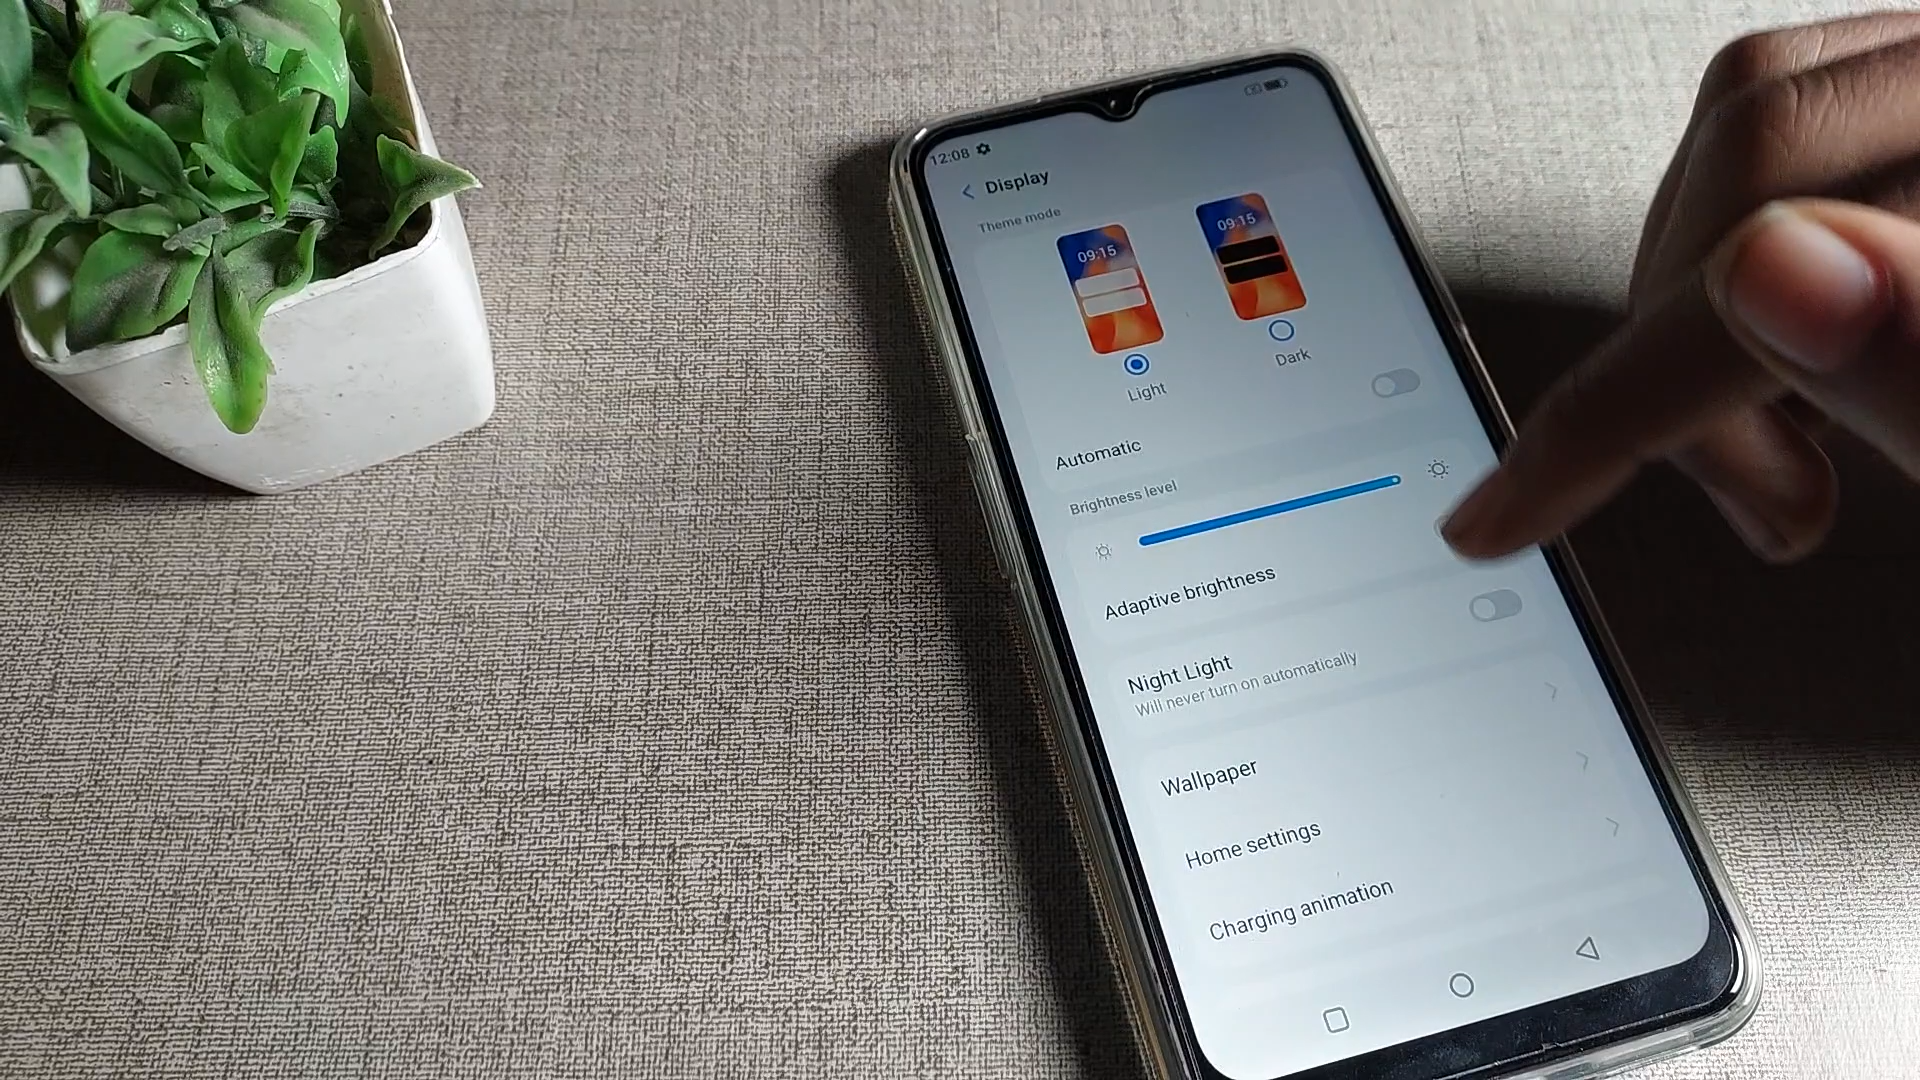 12:08
Display
Theme mode
09:15
09:15
Light
Dark
Automatic
Brightness level
Adaptive brightness
Night Light
Will never turn on automatically
Wallpaper
Home settings
Charging animation